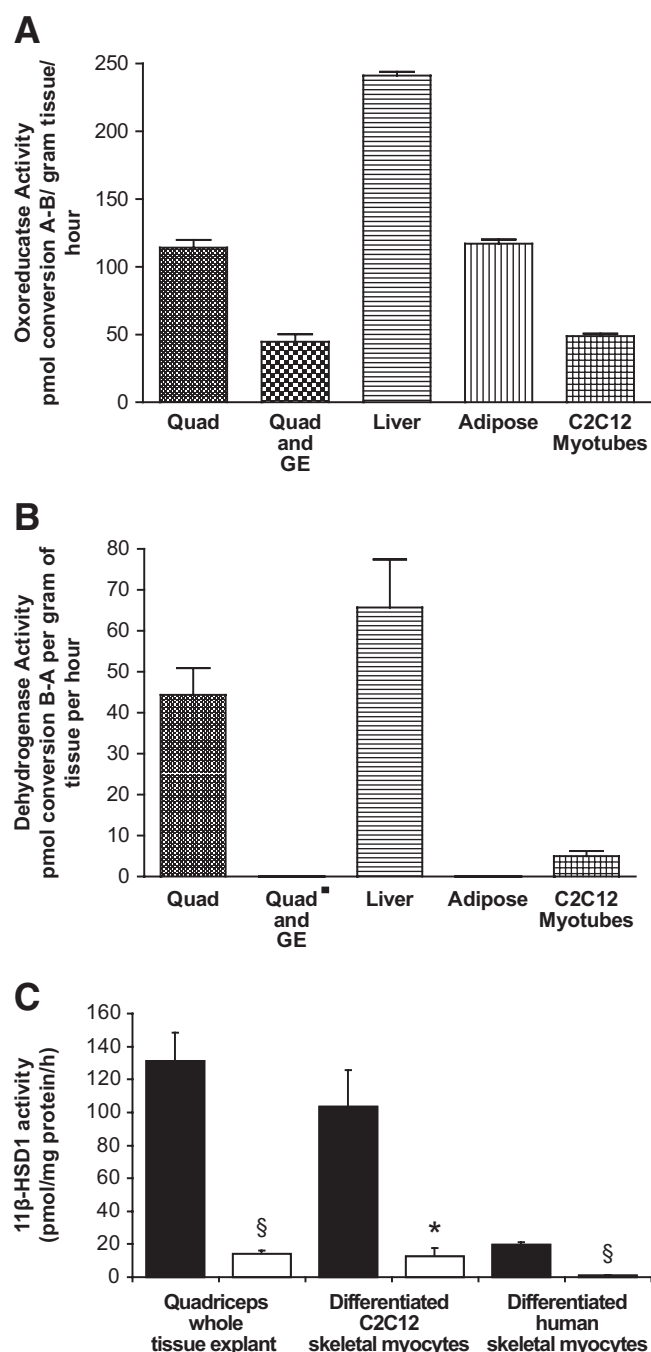 A
Oxoreducatse Activity
pmol conversion A-B/ gram tissue/
hour
250
200
150
100
50
0
Quad
Quad
and
GE
Liver
Adipose
C2C12
Myotubes
B
Dehydrogenase Activity
pmol conversion B-A per gram of
tissue per hour
80
70
60
50
40
30
20
10
0
Quad
Quad■
and
GE
Liver
Adipose
C2C12
Myotubes
C
11β-HSD1 activity
(pmol/mg protein/h)
160
140
120
100
80
60
40
20
0
§
*
§
Quadriceps
whole
tissue explant
Differentiated
C2C12
skeletal myocytes
Differentiated
human
skeletal myocytes